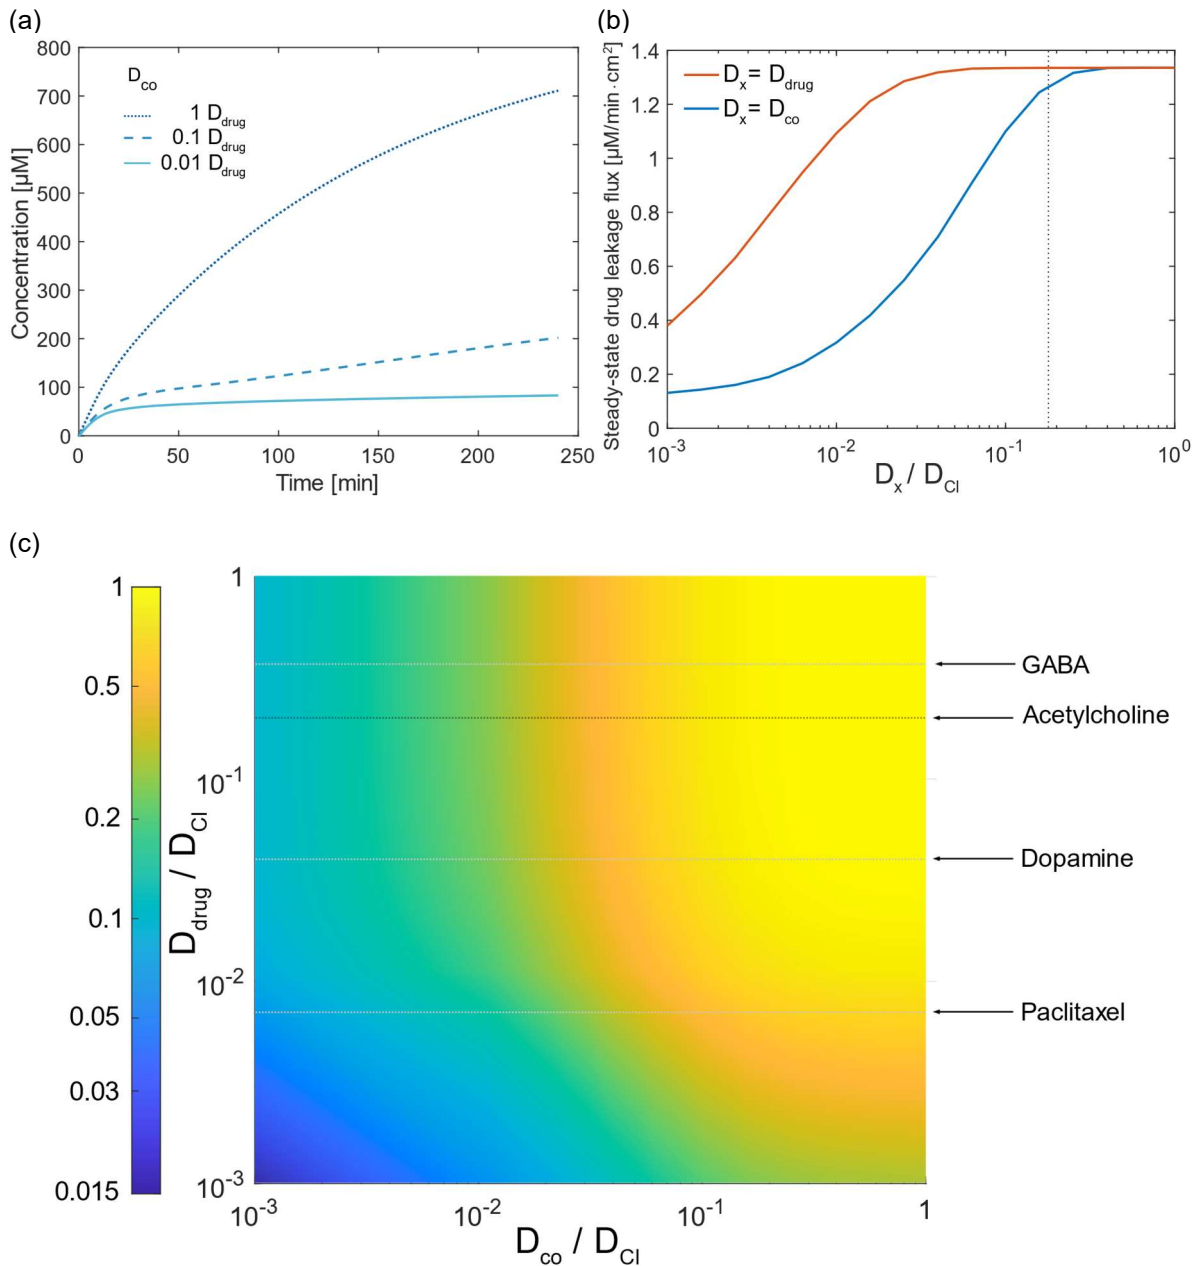 (a)
800
700
600
500
400
300
200
100
0
Concentration [µM]
D_co
1 D_drug
0.1 D_drug
0.01 D_drug
0 50 100 150 200 250
Time [min]
(b)
Steady-state drug leakage flux [µM/min·cm²]
1.4
1.2
1
0.8
0.6
0.4
0.2
0
D_x = D_drug
D_x = D_co
10⁻³ 10⁻² 10⁻¹ 10⁰
D_x / D_Cl
(c)
1
0.5
0.2
0.1
0.05
0.03
0.015
D_drug / D_Cl
1
10⁻¹
10⁻²
10⁻³
GABA
Acetylcholine
Dopamine
Paclitaxel
10⁻³ 10⁻² 10⁻¹ 1
D_co / D_Cl